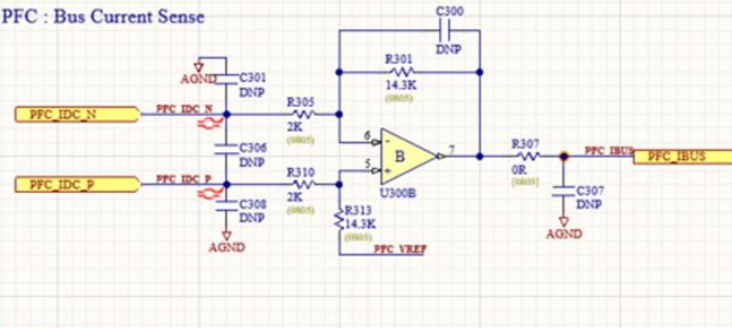 PFC : Bus Current Sense
C300
DNP
R301
14.3K
(0805)
AGND
C301
DNP
PFC_IDC_N
PFC_IDC_N
R305
2K
(0805)
C306
DNP
6
-
7
B
5
+
U300B
R307
0R
[0805]
PFC_IBUS
PFC_IBUS
PFC_IDC_P
PFC_IDC_P
R310
2K
(0805)
C308
DNP
AGND
R313
14.3K
(0805)
PFC_VREF
C307
DNP
AGND